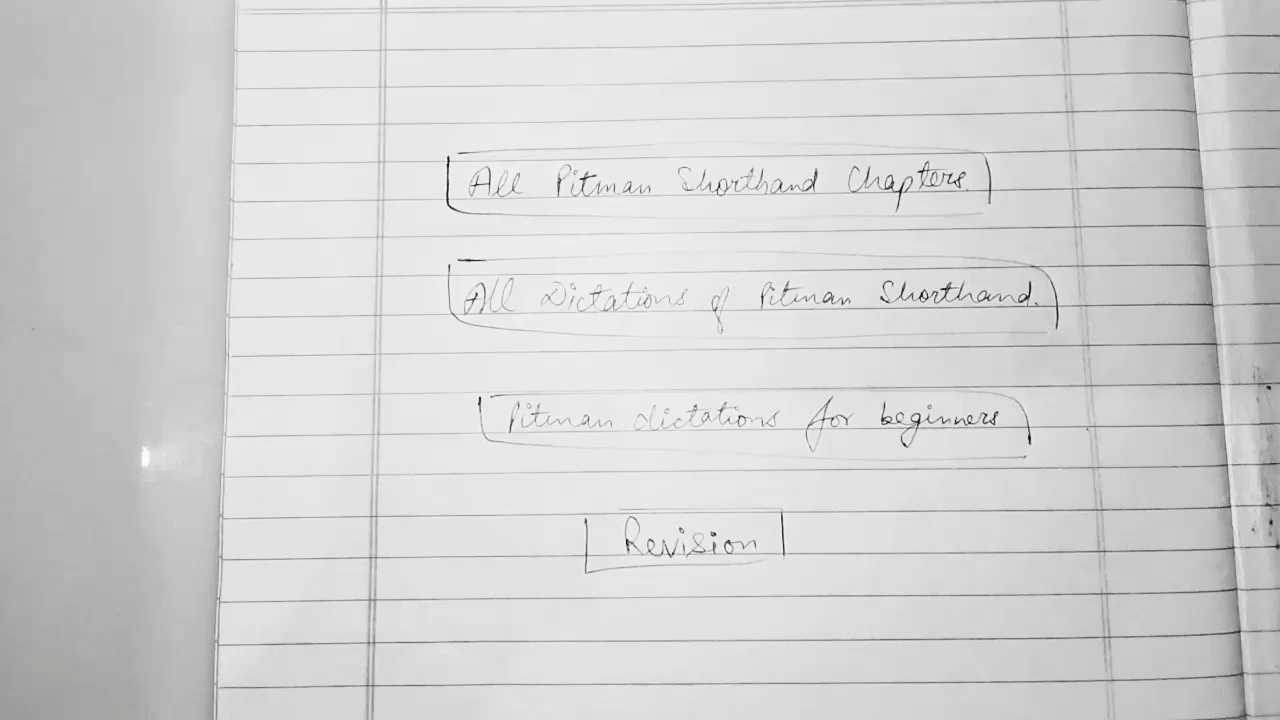 All Pitman Shorthand Chapters.
All Dictations of Pitman Shorthand.
Pitman dictations for beginners
Revision